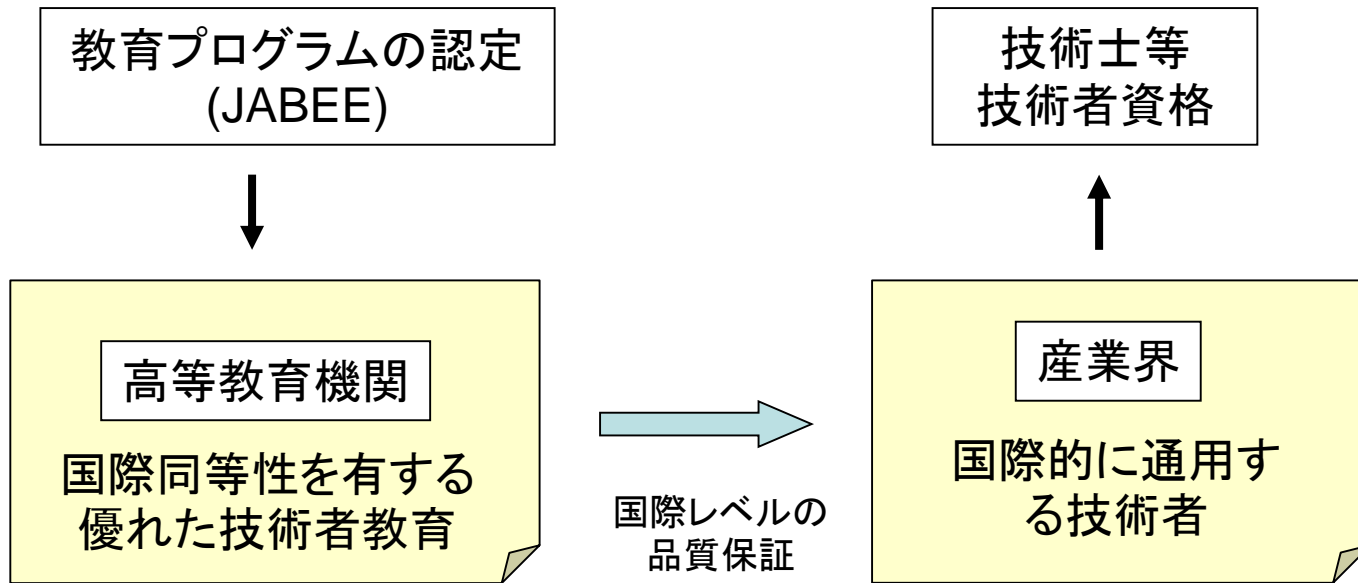 教育プログラムの認定
(JABEE)
技術士等
技術者資格
高等教育機関
国際同等性を有する
優れた技術者教育
国際レベルの
品質保証
産業界
国際的に通用す
る技術者